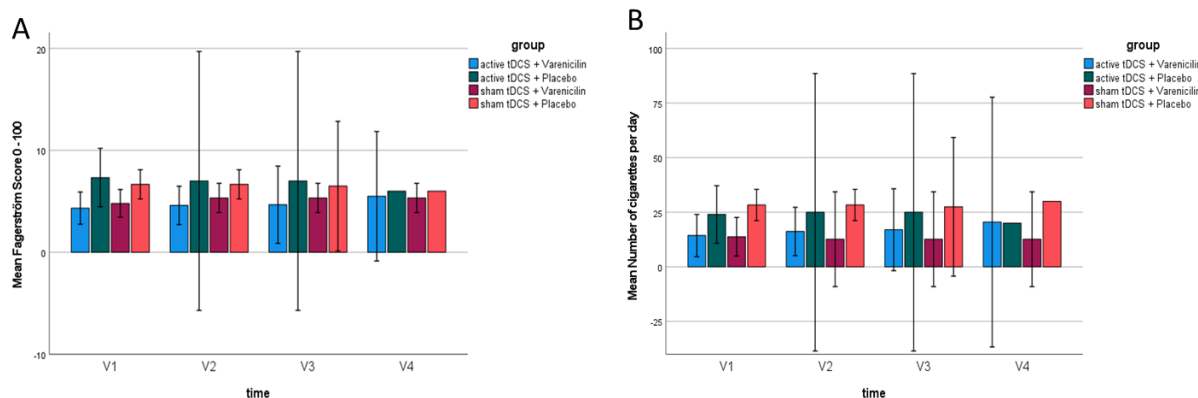 A
group
active tDCS + Varenicilin
active tDCS + Placebo
sham tDCS + Varenicilin
sham tDCS + Placebo
Mean Fagerström Score 0 -100
20
10
0
-10
V1 V2 V3 V4
time
B
group
active tDCS + Varenicilin
active tDCS + Placebo
sham tDCS + Varenicilin
sham tDCS + Placebo
Mean Number of cigarettes per day
100
75
50
25
0
-25
V1 V2 V3 V4
time